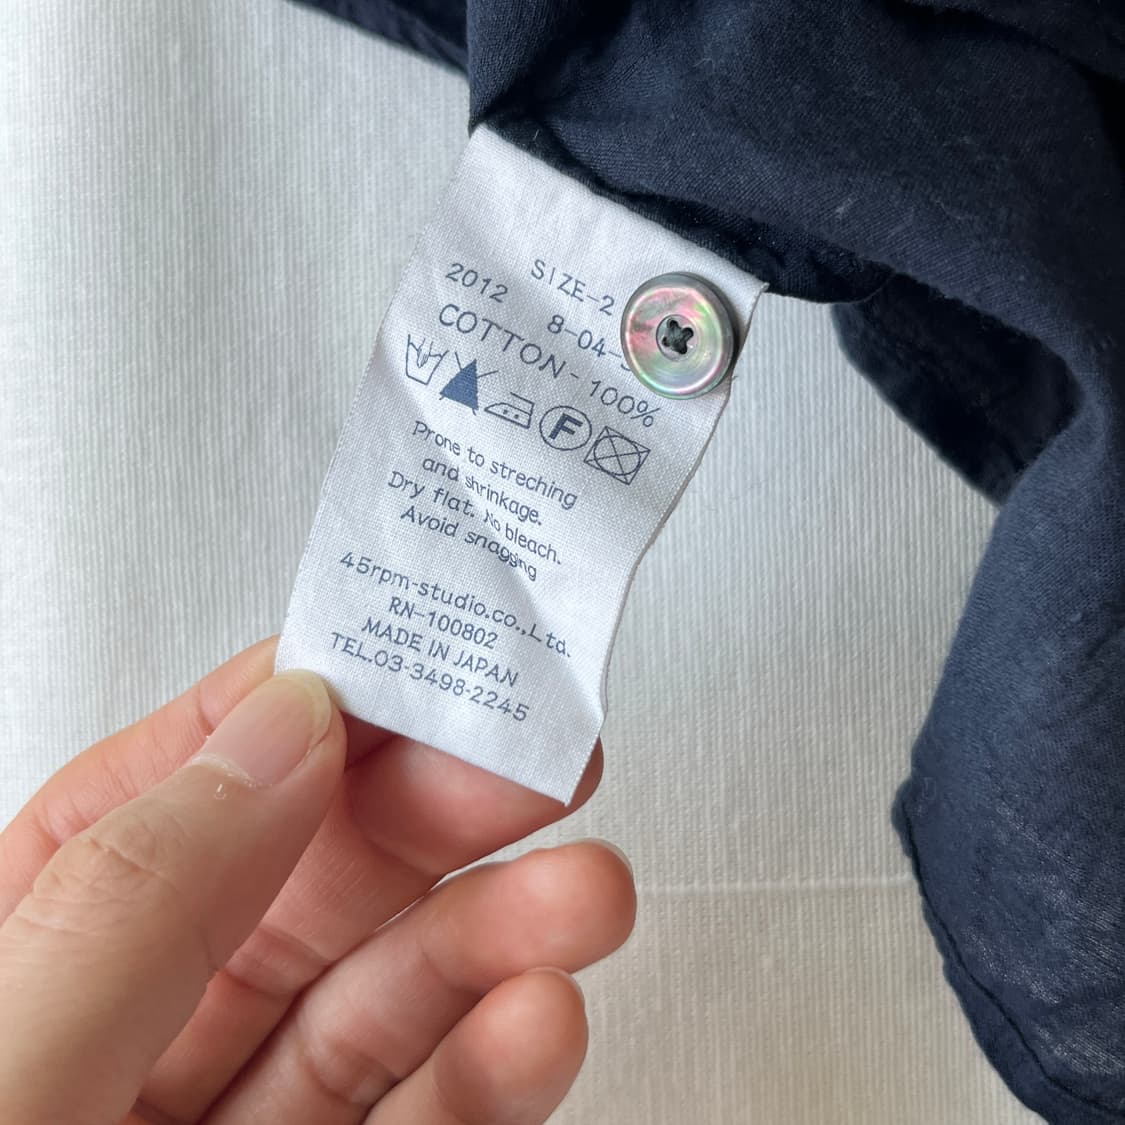 SIZE-2
2012 8-04-
COTTON-100%
F
Prone to streching
and shrinkage.
Dry flat. No bleach.
Avoid snagging
45rpm-studio.co.,Ltd.
RN-100802
MADE IN JAPAN
TEL.03-3498-2245